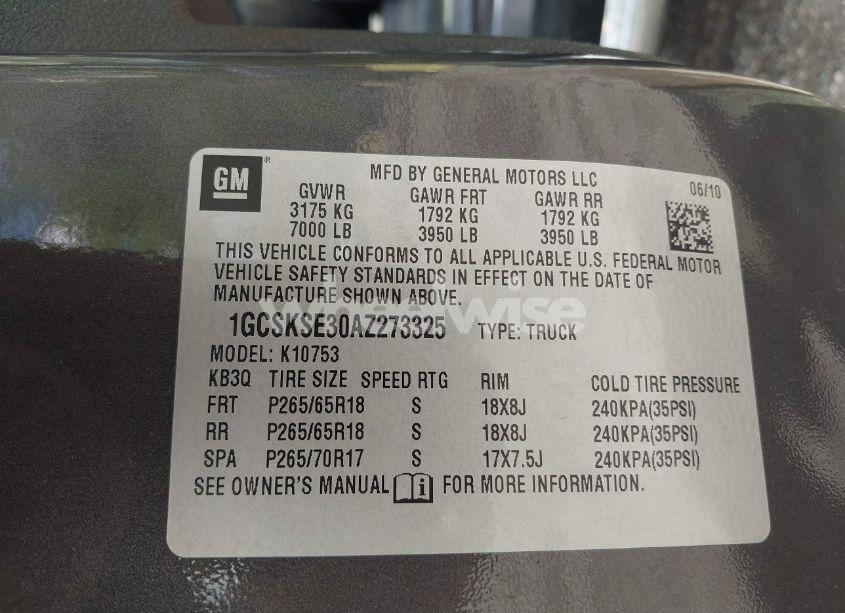 GM
MFD BY GENERAL MOTORS LLC
06/10
GVWR GAWR FRT GAWR RR
3175 KG 1792 KG 1792 KG
7000 LB 3950 LB 3950 LB
THIS VEHICLE CONFORMS TO ALL APPLICABLE U.S. FEDERAL MOTOR
VEHICLE SAFETY STANDARDS IN EFFECT ON THE DATE OF
MANUFACTURE SHOWN ABOVE.
wheelwise
1GCSKSE30AZ273325 TYPE: TRUCK
MODEL: K10753
KB3Q TIRE SIZE SPEED RTG RIM COLD TIRE PRESSURE
FRT P265/65R18 S 18X8J 240KPA(35PSI)
RR P265/65R18 S 18X8J 240KPA(35PSI)
SPA P265/70R17 S 17X7.5J 240KPA(35PSI)
SEE OWNER'S MANUAL i FOR MORE INFORMATION.